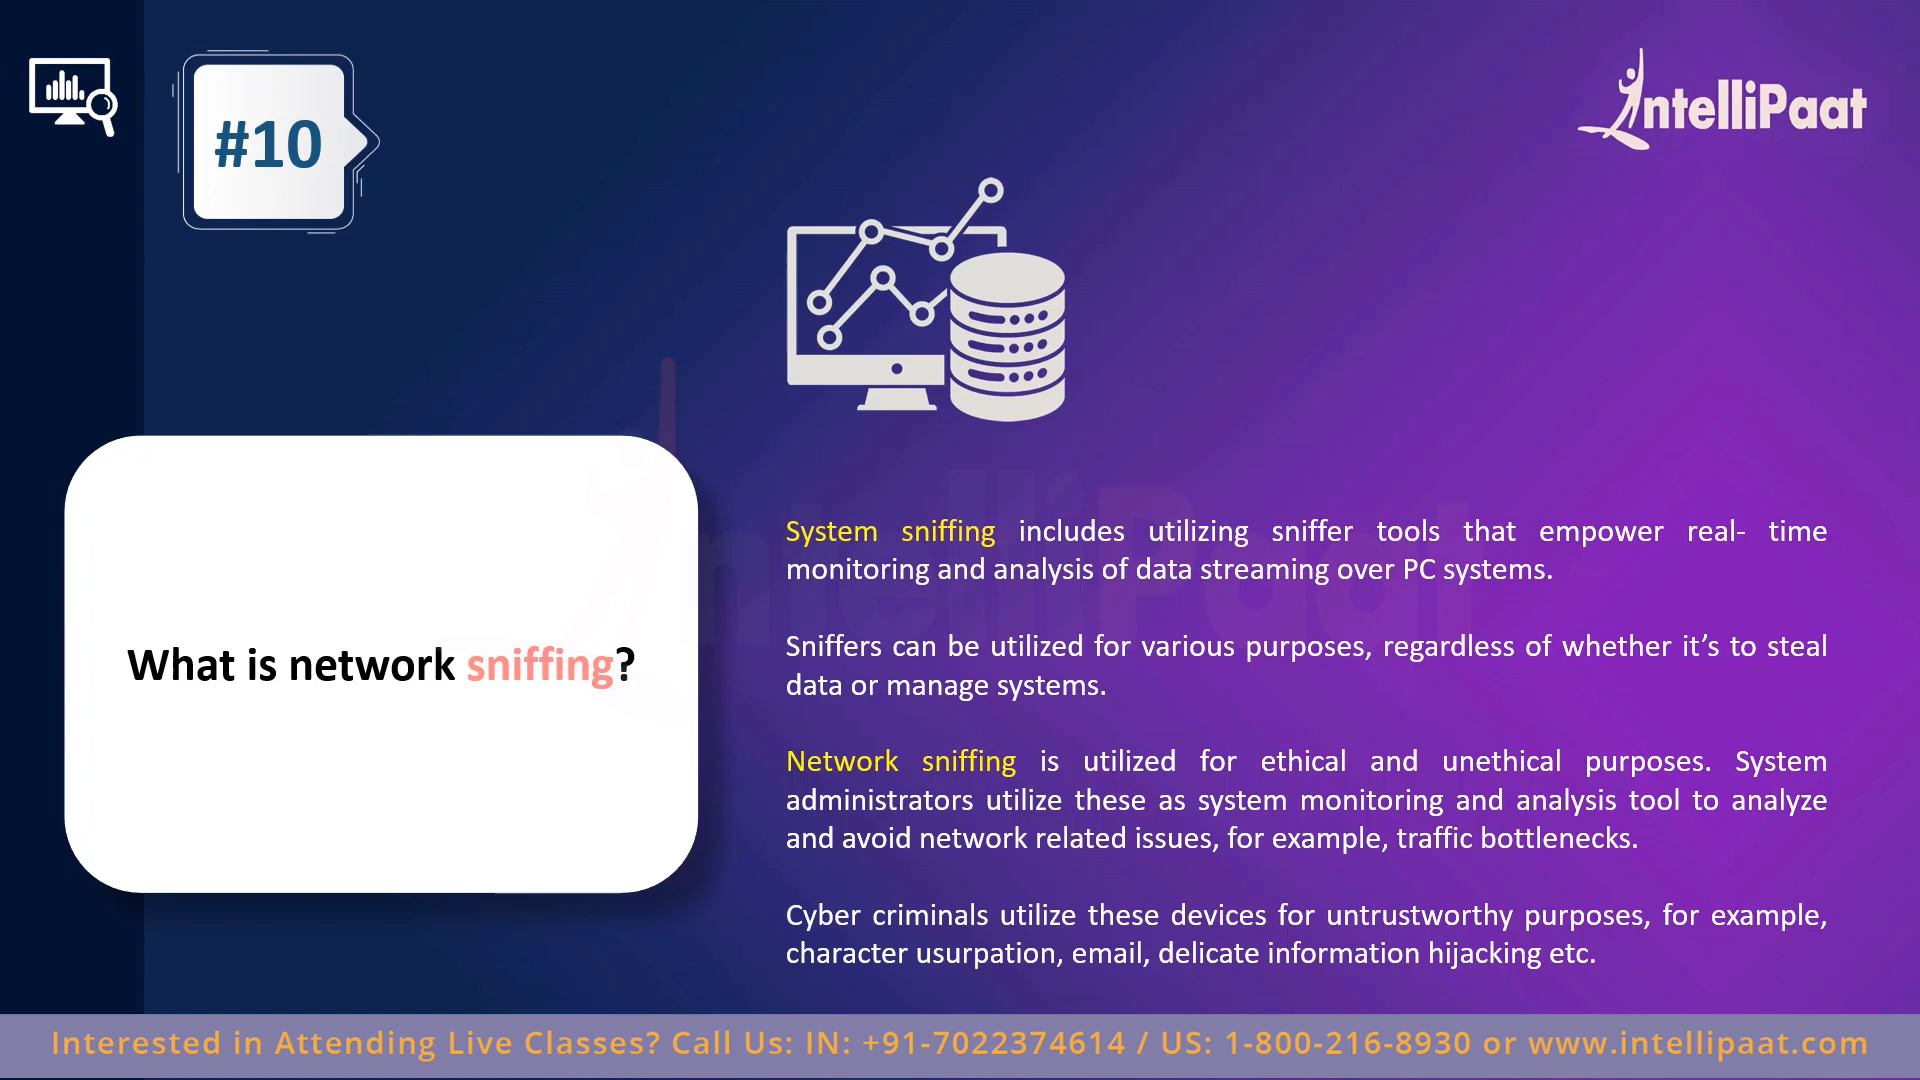 #10
IntelliPaat
What is network sniffing?
System sniffing includes utilizing sniffer tools that empower real- time
monitoring and analysis of data streaming over PC systems.
Sniffers can be utilized for various purposes, regardless of whether it’s to steal
data or manage systems.
Network sniffing is utilized for ethical and unethical purposes. System
administrators utilize these as system monitoring and analysis tool to analyze
and avoid network related issues, for example, traffic bottlenecks.
Cyber criminals utilize these devices for untrustworthy purposes, for example,
character usurpation, email, delicate information hijacking etc.
Interested in Attending Live Classes? Call Us: IN: +91-7022374614 / US: 1-800-216-8930 or www.intellipaat.com